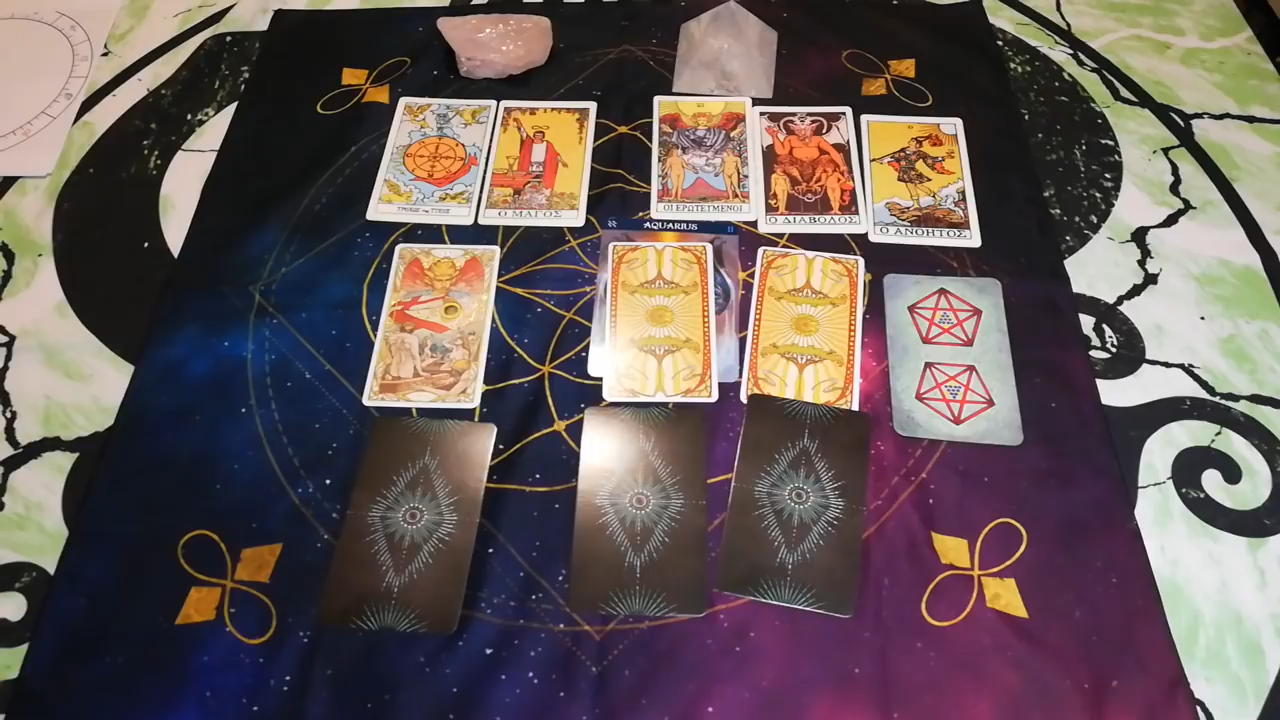 ΤΡΟΧΟΣ της ΤΥΧΗΣ
Ο ΜΑΓΟΣ
ΟΙ ΕΡΩΤΕΥΜΕΝΟΙ
Ο ΔΙΑΒΟΛΟΣ
Ο ΑΝΟΗΤΟΣ
AQUARIUS